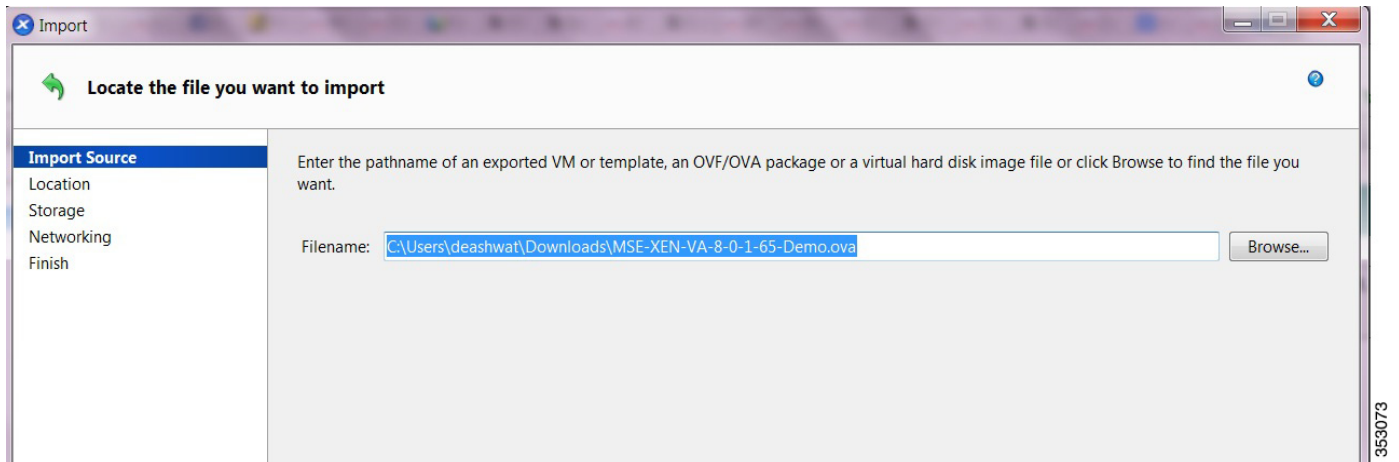 Import
Locate the file you want to import
Import Source
Location
Storage
Networking
Finish
Enter the pathname of an exported VM or template, an OVF/OVA package or a virtual hard disk image file or click Browse to find the file you
want.
Filename: C:\Users\deashwat\Downloads\MSE-XEN-VA-8-0-1-65-Demo.ova Browse...
353073